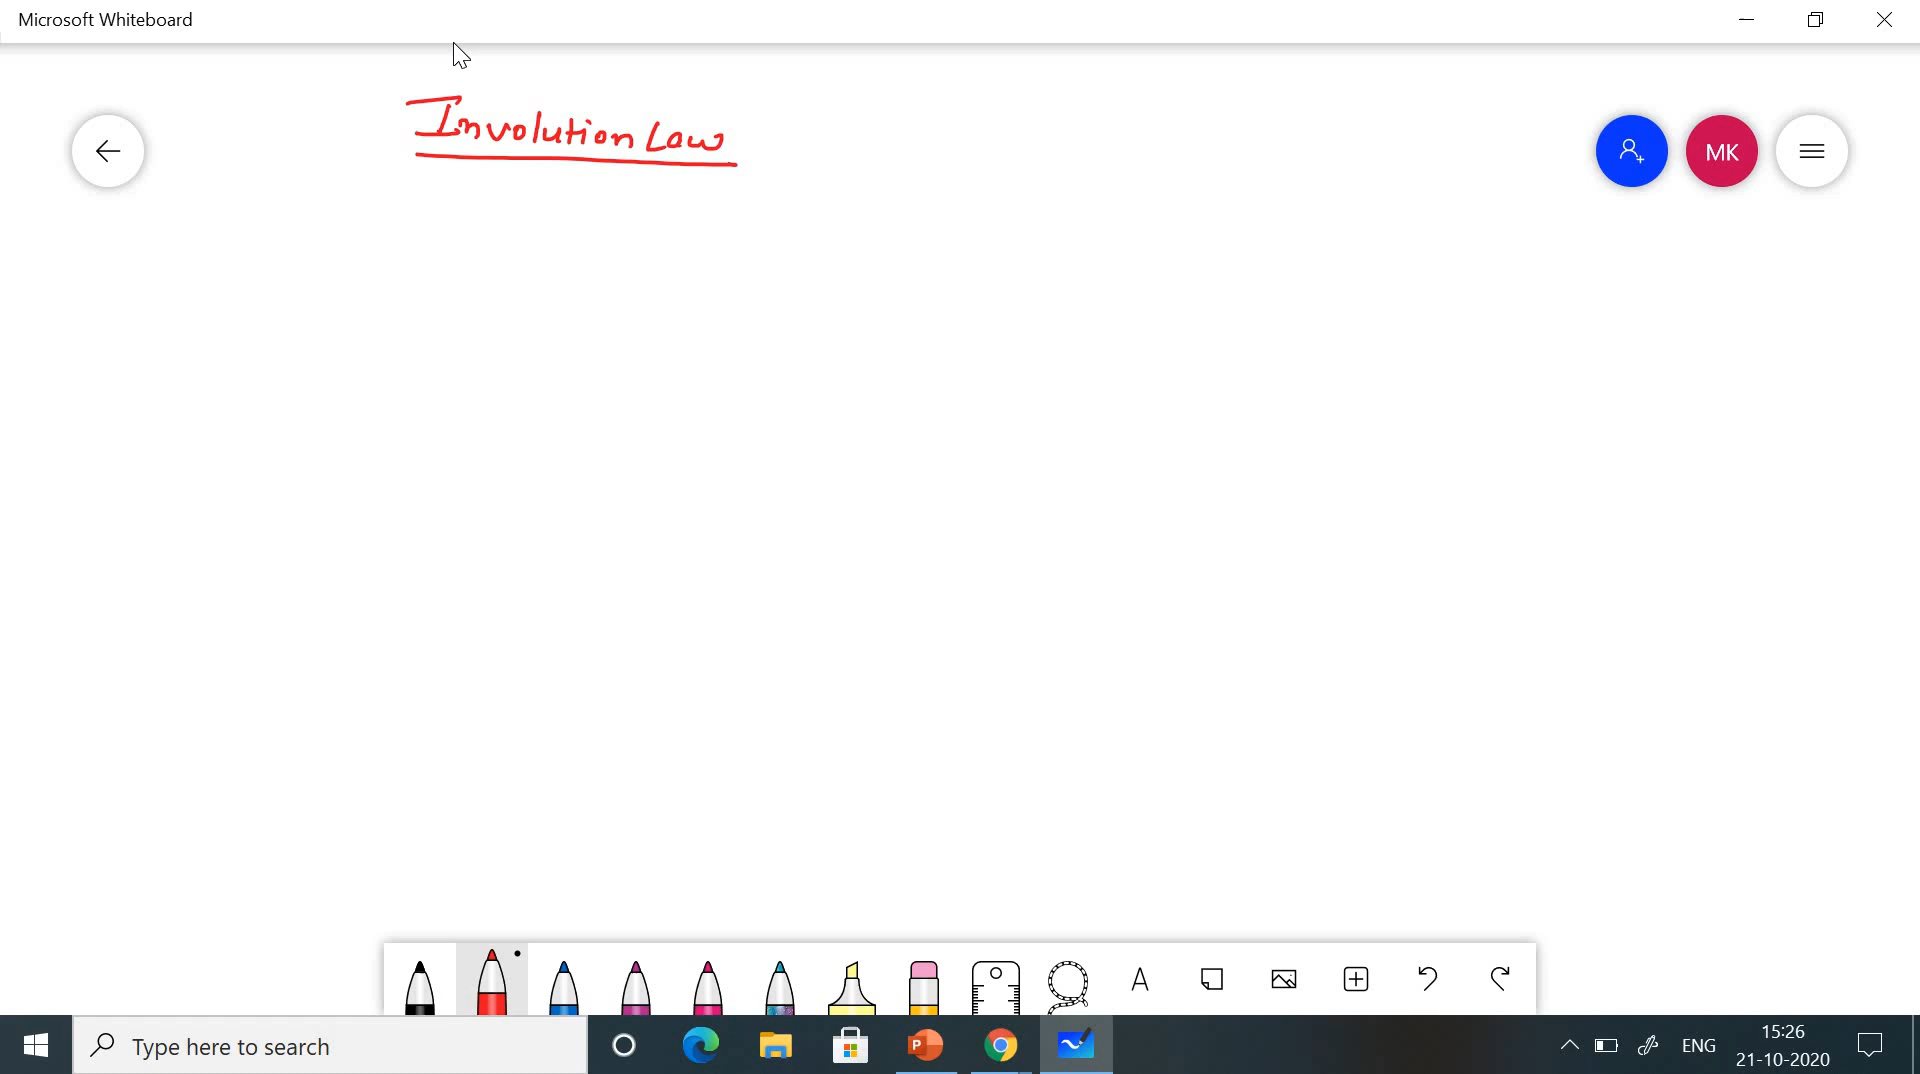 Microsoft Whiteboard
Involution Law
MK
A
Type here to search
P
ENG
15:26
21-10-2020